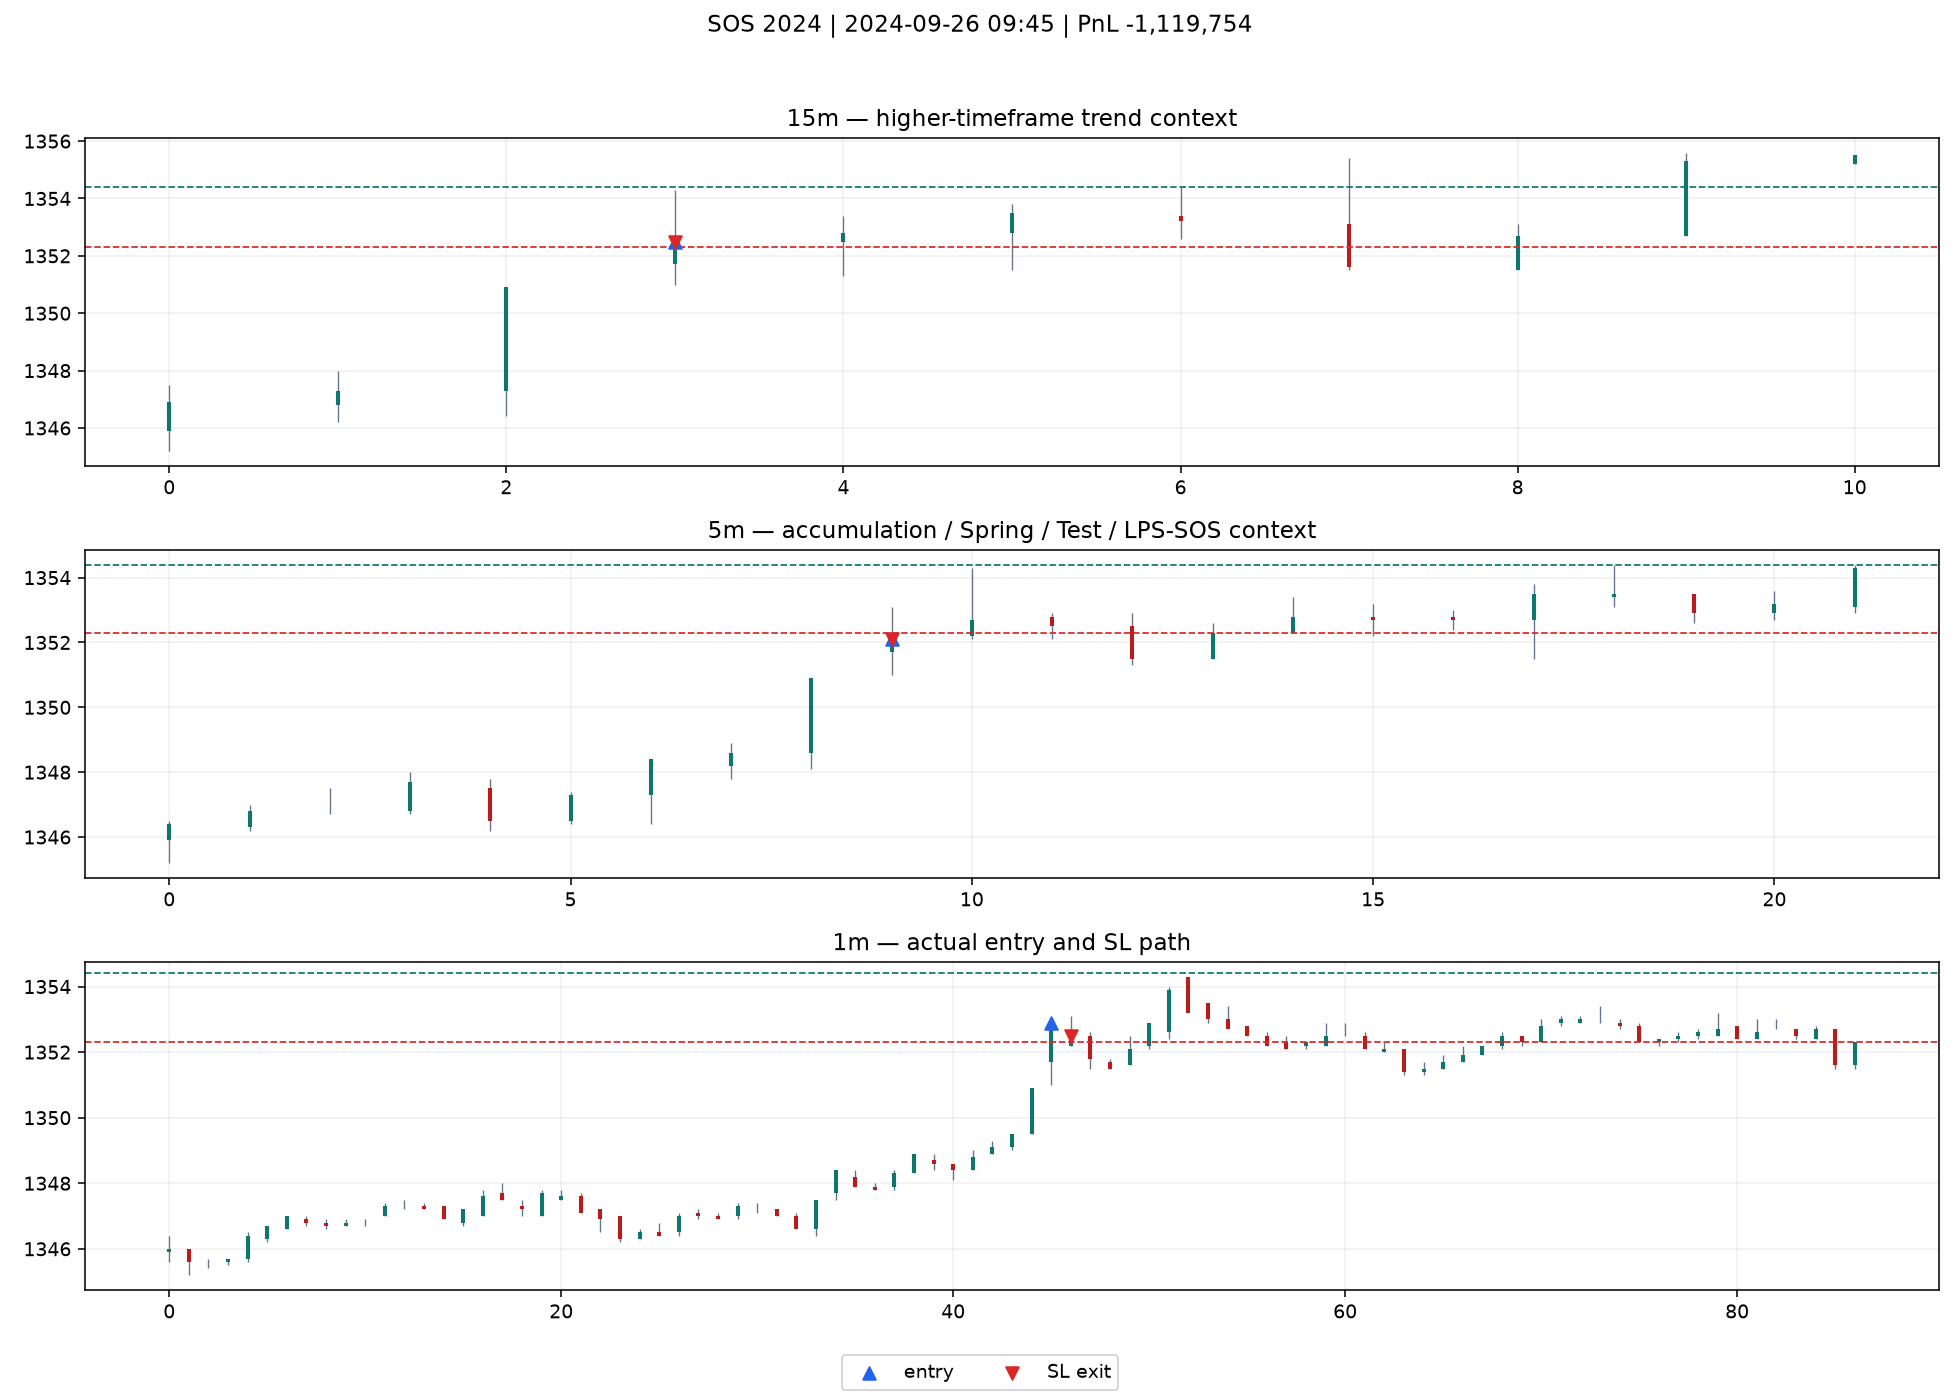 SOS 2024 | 2024-09-26 09:45 | PnL -1,119,754
15m — higher-timeframe trend context
1356
1354
1352
1350
1348
1346
0 2 4 6 8 10
5m — accumulation / Spring / Test / LPS-SOS context
1354
1352
1350
1348
1346
0 5 10 15 20
1m — actual entry and SL path
1354
1352
1350
1348
1346
0 20 40 60 80
entry SL exit